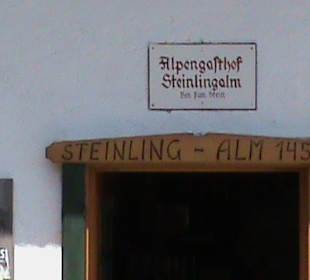 Alpengasthof
Steinlingalm
STEINLING - ALM 145